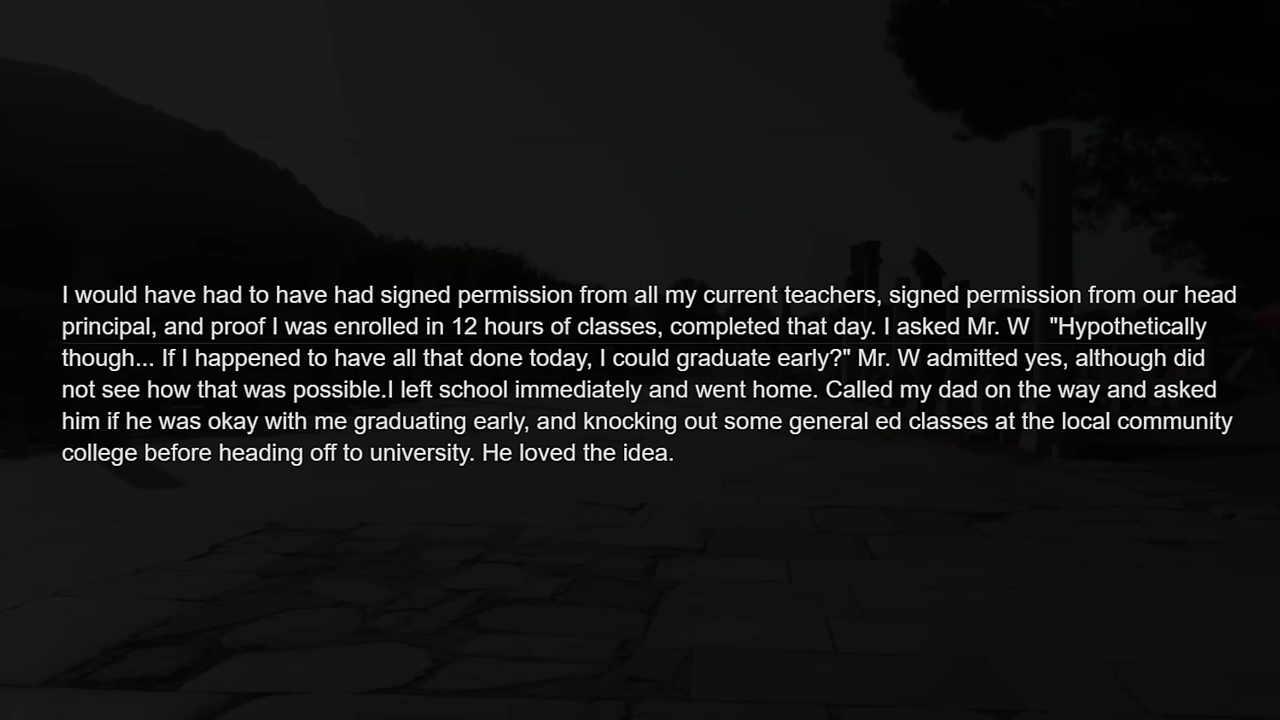 I would have had to have had signed permission from all my current teachers, signed permission from our head
principal, and proof I was enrolled in 12 hours of classes, completed that day. I asked Mr. W   "Hypothetically
though... If I happened to have all that done today, I could graduate early?" Mr. W admitted yes, although did
not see how that was possible.I left school immediately and went home. Called my dad on the way and asked
him if he was okay with me graduating early, and knocking out some general ed classes at the local community
college before heading off to university. He loved the idea.